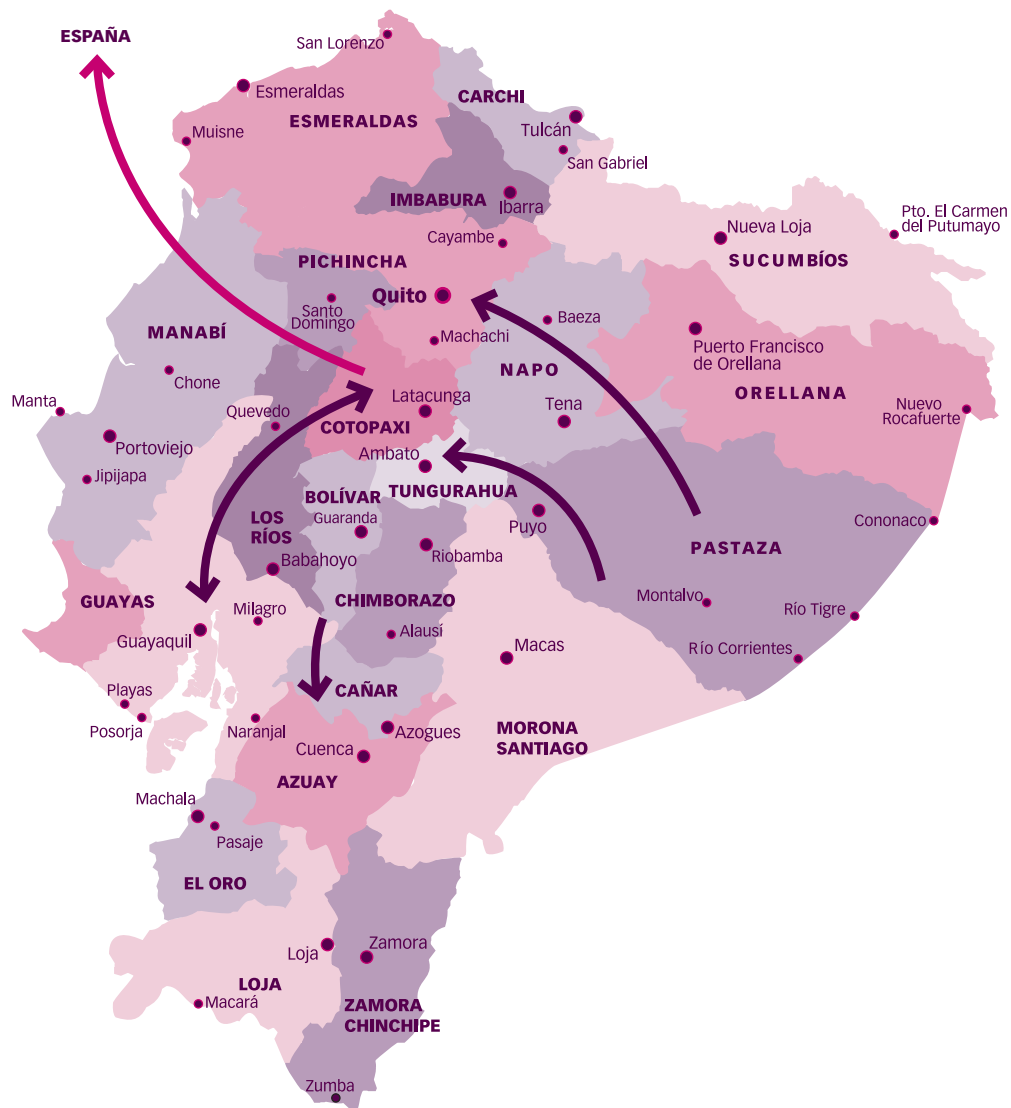 ESPAÑA
San Lorenzo
Esmeraldas
CARCHI
ESMERALDAS
Tulcán
Muisne
San Gabriel
IMBABURA
Ibarra
Pto. El Carmen
del Putumayo
Nueva Loja
Cayambe
SUCUMBÍOS
PICHINCHA
Quito
Santo
Domingo
Baeza
MANABÍ
Machachi
Puerto Francisco
de Orellana
NAPO
Chone
ORELLANA
Latacunga
Manta
Quevedo
Tena
Nuevo
Rocafuerte
COTOPAXI
Portoviejo
Ambato
Jipijapa
TUNGURAHUA
BOLÍVAR
Guaranda
LOS
RÍOS
Puyo
Cononaco
Riobamba
PASTAZA
Babahoyo
GUAYAS
CHIMBORAZO
Montalvo
Milagro
Río Tigre
Guayaquil
Alausí
Macas
Río Corrientes
CAÑAR
Playas
Posorja
Naranjal
Azogues
MORONA
SANTIAGO
Cuenca
AZUAY
Machala
Pasaje
EL ORO
Loja
Zamora
LOJA
Macará
ZAMORA
CHINCHIPE
Zumba